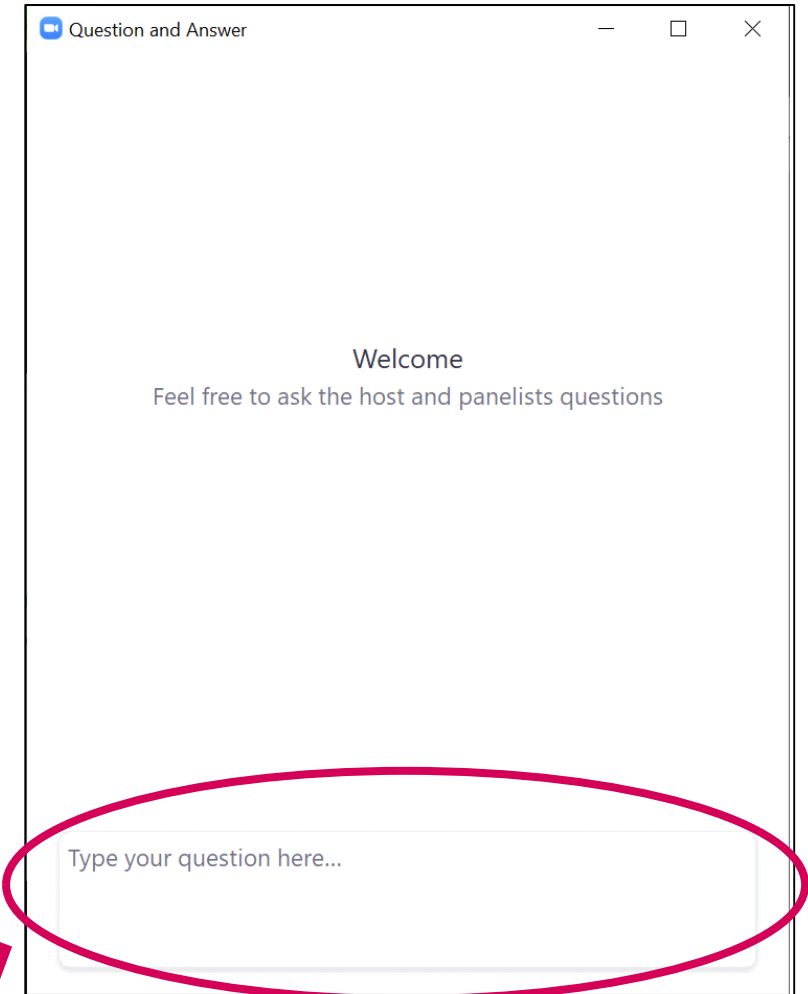 Question and Answer
Welcome
Feel free to ask the host and panelists questions
Type your question here...